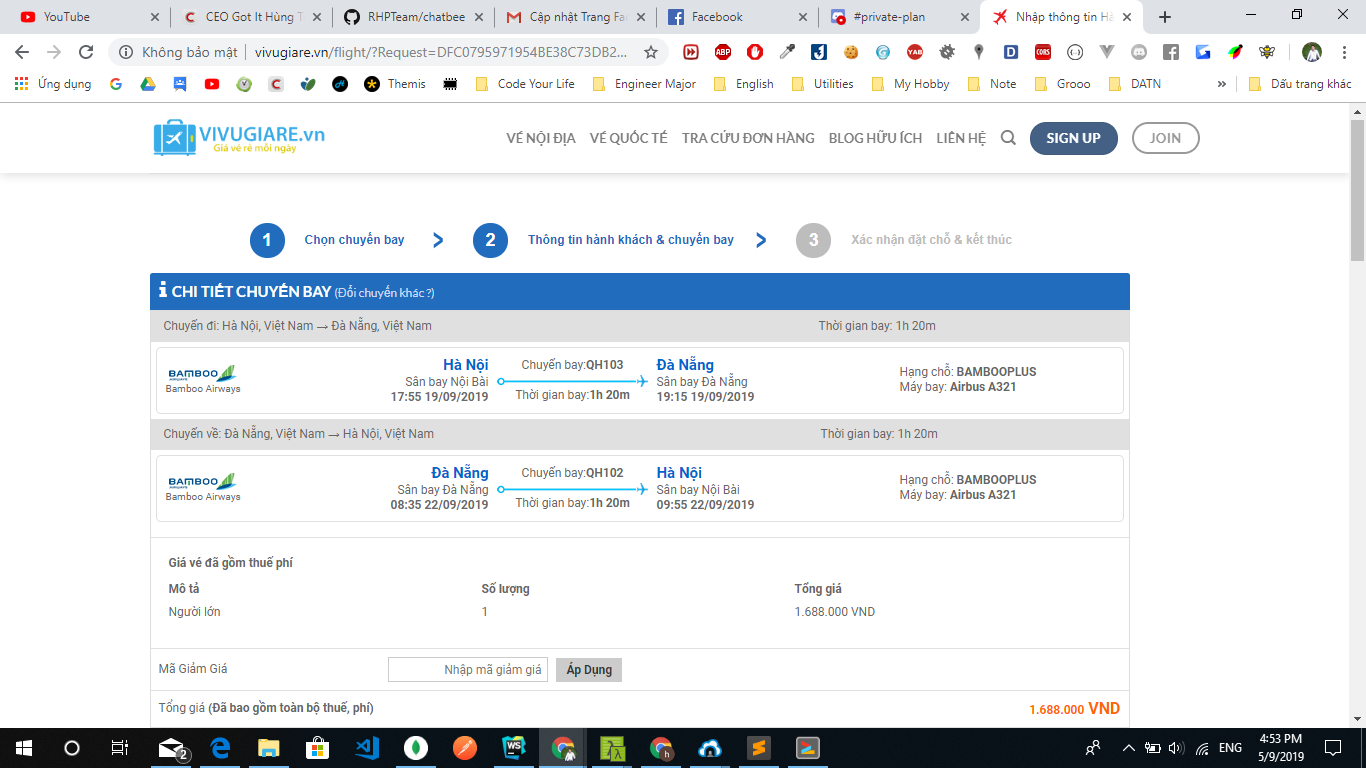 YouTube
CEO Got It Hùng T
RHPTeam/chatbee
Cập nhật Trang Fa
Facebook
#private-plan
Nhập thông tin Hà
Không bảo mật | vivugiare.vn/flight/?Request=DFC0795971954BE38C73DB2...
ABP
YAB
CORS
Ứng dụng
Themis
Code Your Life
Engineer Major
English
Utilities
My Hobby
Note
Grooo
DATN
»
Dấu trang khác
VIVUGIARE.vn
Giá vé rẻ mỗi ngày
VÉ NỘI ĐỊA
VÉ QUỐC TẾ
TRA CỨU ĐƠN HÀNG
BLOG HỮU ÍCH
LIÊN HỆ
SIGN UP
JOIN
1 Chọn chuyến bay >
2 Thông tin hành khách & chuyến bay >
3 Xác nhận đặt chỗ & kết thúc
CHI TIẾT CHUYẾN BAY (Đổi chuyến khác ?)
Chuyến đi: Hà Nội, Việt Nam → Đà Nẵng, Việt Nam
Thời gian bay: 1h 20m
BAMBOO
AIRWAYS
Bamboo Airways
Hà Nội
Sân bay Nội Bài
17:55 19/09/2019
Chuyến bay:QH103
Thời gian bay:1h 20m
Đà Nẵng
Sân bay Đà Nẵng
19:15 19/09/2019
Hạng chỗ: BAMBOOPLUS
Máy bay: Airbus A321
Chuyến về: Đà Nẵng, Việt Nam → Hà Nội, Việt Nam
Thời gian bay: 1h 20m
BAMBOO
AIRWAYS
Bamboo Airways
Đà Nẵng
Sân bay Đà Nẵng
08:35 22/09/2019
Chuyến bay:QH102
Thời gian bay:1h 20m
Hà Nội
Sân bay Nội Bài
09:55 22/09/2019
Hạng chỗ: BAMBOOPLUS
Máy bay: Airbus A321
Giá vé đã gồm thuế phí
Mô tả Số lượng Tổng giá
Người lớn 1 1.688.000 VND
Mã Giảm Giá
Nhập mã giảm giá
Áp Dụng
Tổng giá (Đã bao gồm toàn bộ thuế, phí)
1.688.000 VND
2
WS
ENG
4:53 PM
5/9/2019